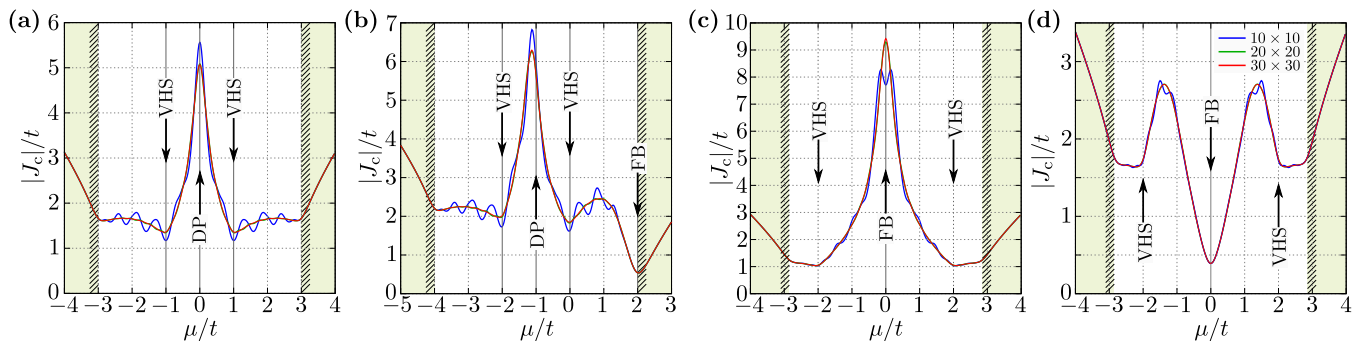 (a)
|J_c|/t
6
5
4
3
2
1
0
VHS
VHS
DP
−4 −3 −2 −1 0 1 2 3 4
μ/t
(b)
7
6
5
4
3
2
1
0
VHS
VHS
DP
FB
−5 −4 −3 −2 −1 0 1 2 3
μ/t
(c)
|J_c|/t
10
9
8
7
6
5
4
3
2
1
0
VHS
VHS
FB
−4 −3 −2 −1 0 1 2 3 4
μ/t
(d)
|J_c|/t
3
2
1
10 × 10
20 × 20
30 × 30
FB
VHS
VHS
−4 −3 −2 −1 0 1 2 3 4
μ/t